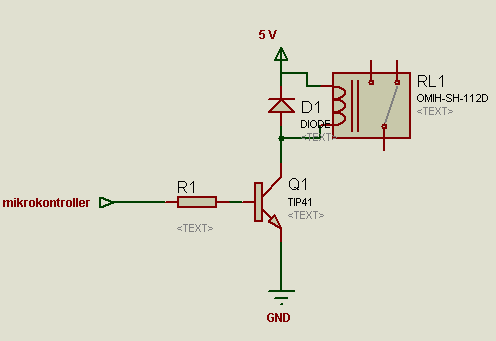 5 V
RL1
OMIH-SH-112D
<TEXT>
D1
DIODE
<TEXT>
Q1
TIP41
<TEXT>
R1
<TEXT>
mikrokontroller
GND